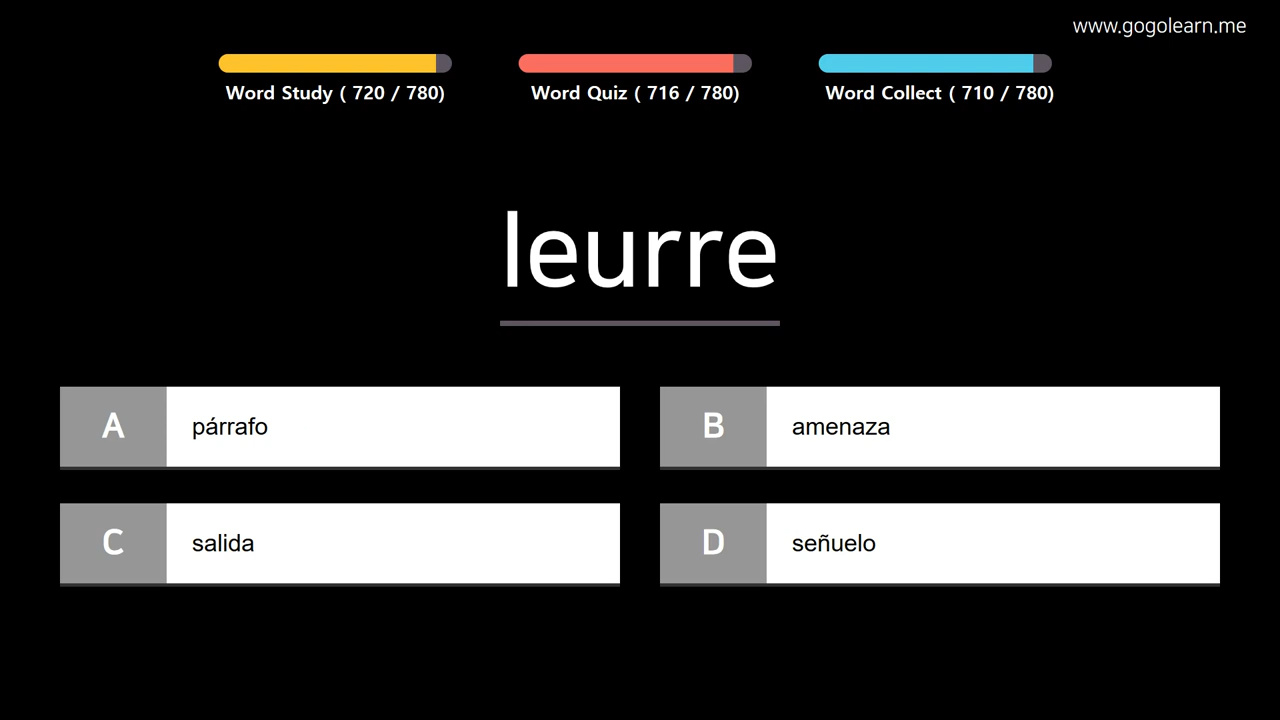 www.gogolearn.me
Word Study ( 720 / 780)
Word Quiz ( 716 / 780)
Word Collect ( 710 / 780)
leurre
A párrafo
B amenaza
C salida
D señuelo